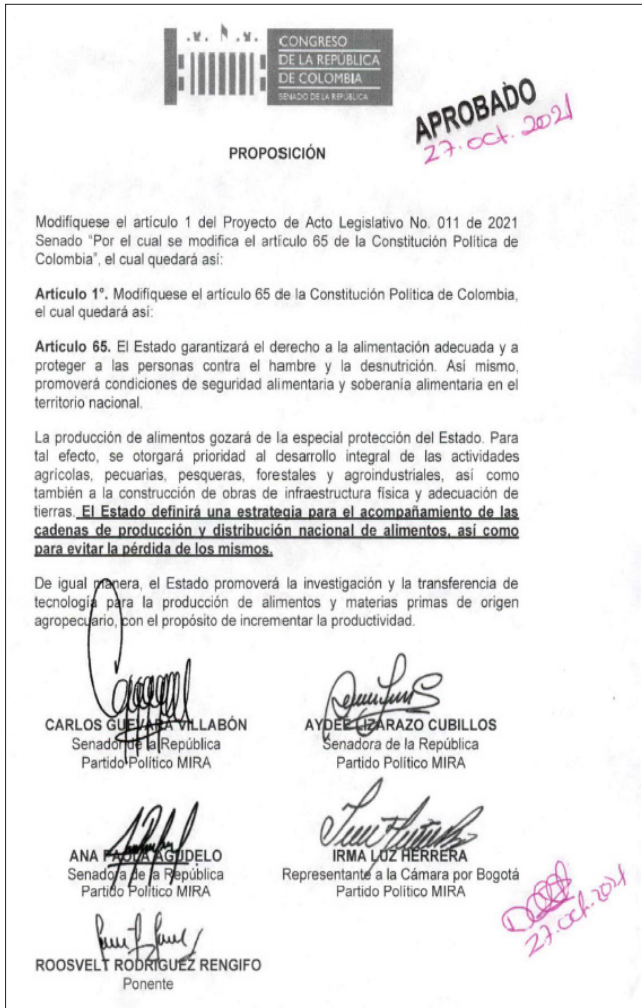 CONGRESO
DE LA REPÚBLICA
DE COLOMBIA
SENADO DE LA REPÚBLICA
APROBADO
27.oct.2021
PROPOSICIÓN
Modifíquese el artículo 1 del Proyecto de Acto Legislativo No. 011 de 2021
Senado “Por el cual se modifica el artículo 65 de la Constitución Política de
Colombia”, el cual quedará así:
Artículo 1°. Modifíquese el artículo 65 de la Constitución Política de Colombia,
el cual quedará así:
Artículo 65. El Estado garantizará el derecho a la alimentación adecuada y a
proteger a las personas contra el hambre y la desnutrición. Así mismo,
promoverá condiciones de seguridad alimentaria y soberanía alimentaria en el
territorio nacional.
La producción de alimentos gozará de la especial protección del Estado. Para
tal efecto, se otorgará prioridad al desarrollo integral de las actividades
agrícolas, pecuarias, pesqueras, forestales y agroindustriales, así como
también a la construcción de obras de infraestructura física y adecuación de
tierras. El Estado definirá una estrategia para el acompañamiento de las
cadenas de producción y distribución nacional de alimentos, así como
para evitar la pérdida de los mismos.
De igual manera, el Estado promoverá la investigación y la transferencia de
tecnología para la producción de alimentos y materias primas de origen
agropecuario, con el propósito de incrementar la productividad.
CARLOS GUEVARA VILLABÓN
Senador de la República
Partido Político MIRA
AYDEÉ LIZARAZO CUBILLOS
Senadora de la República
Partido Político MIRA
ANA PAOLA AGUDELO
Senadora de la República
Partido Político MIRA
IRMA LUZ HERRERA
Representante a la Cámara por Bogotá
Partido Político MIRA
27.oct.2021
ROOSVELT RODRÍGUEZ RENGIFO
Ponente